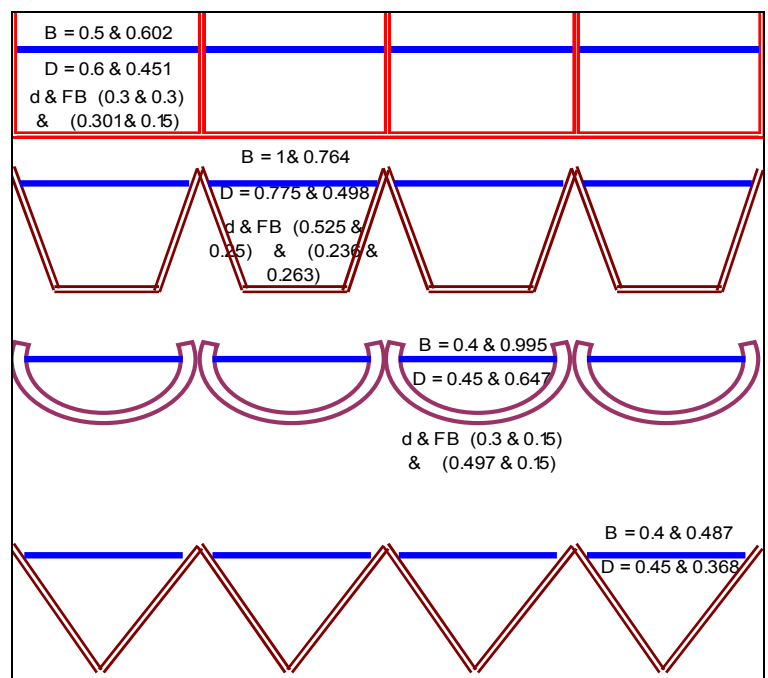 B = 0.5 & 0.602
D = 0.6 & 0.451
d & FB (0.3 & 0.3)
& (0.301 & 0.15)
B = 1& 0.764
D = 0.775 & 0.498
d & FB (0.525 &
0.25) & (0.236 &
0.263)
B = 0.4 & 0.995
D = 0.45 & 0.647
d & FB (0.3 & 0.15)
& (0.497 & 0.15)
B = 0.4 & 0.487
D = 0.45 & 0.368